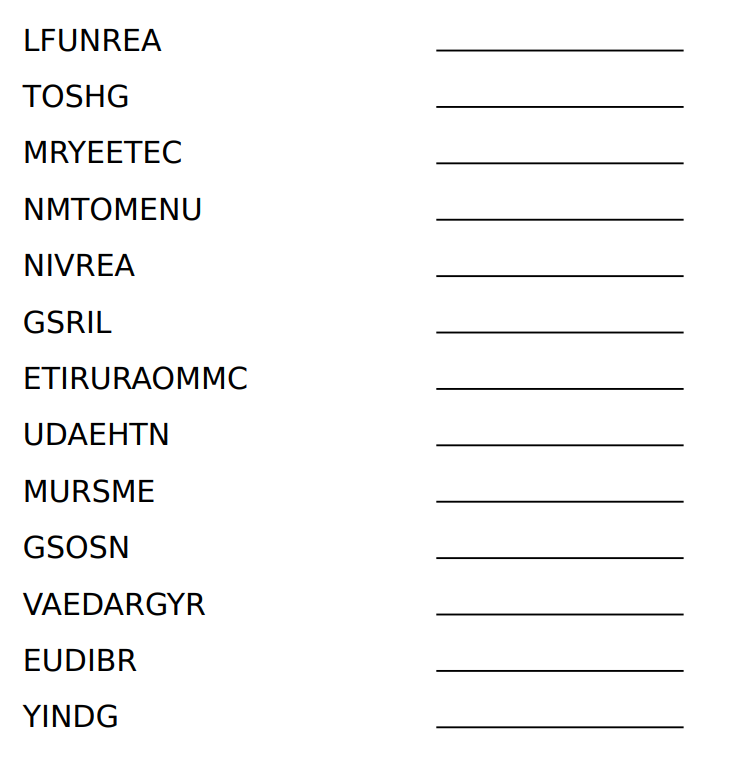 LFUNREA
TOSHG
MRYEETEC
NMTOMENU
NIVREA
GSRIL
ETIRURAOMMC
UDAEHTN
MURSME
GSOSN
VAEDARGYR
EUDIBR
YINDG